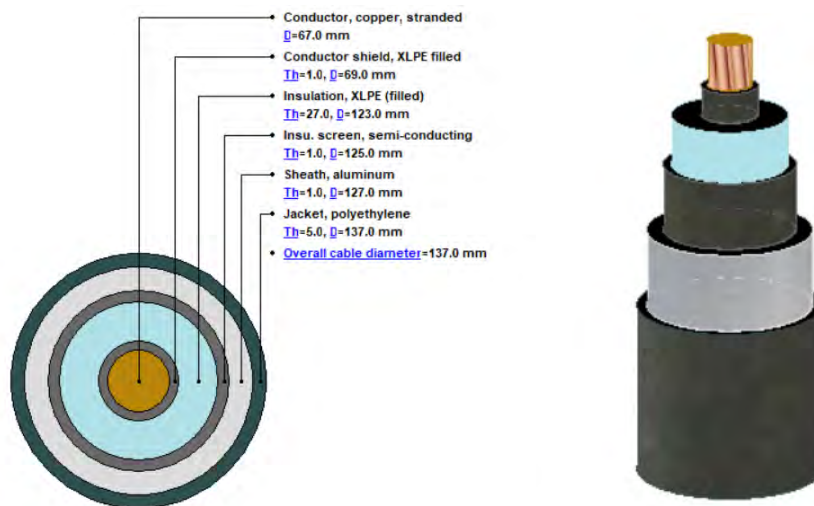 Conductor, copper, stranded
D=67.0 mm
Conductor shield, XLPE filled
Th=1.0, D=69.0 mm
Insulation, XLPE (filled)
Th=27.0, D=123.0 mm
Insu. screen, semi-conducting
Th=1.0, D=125.0 mm
Sheath, aluminum
Th=1.0, D=127.0 mm
Jacket, polyethylene
Th=5.0, D=137.0 mm
Overall cable diameter=137.0 mm